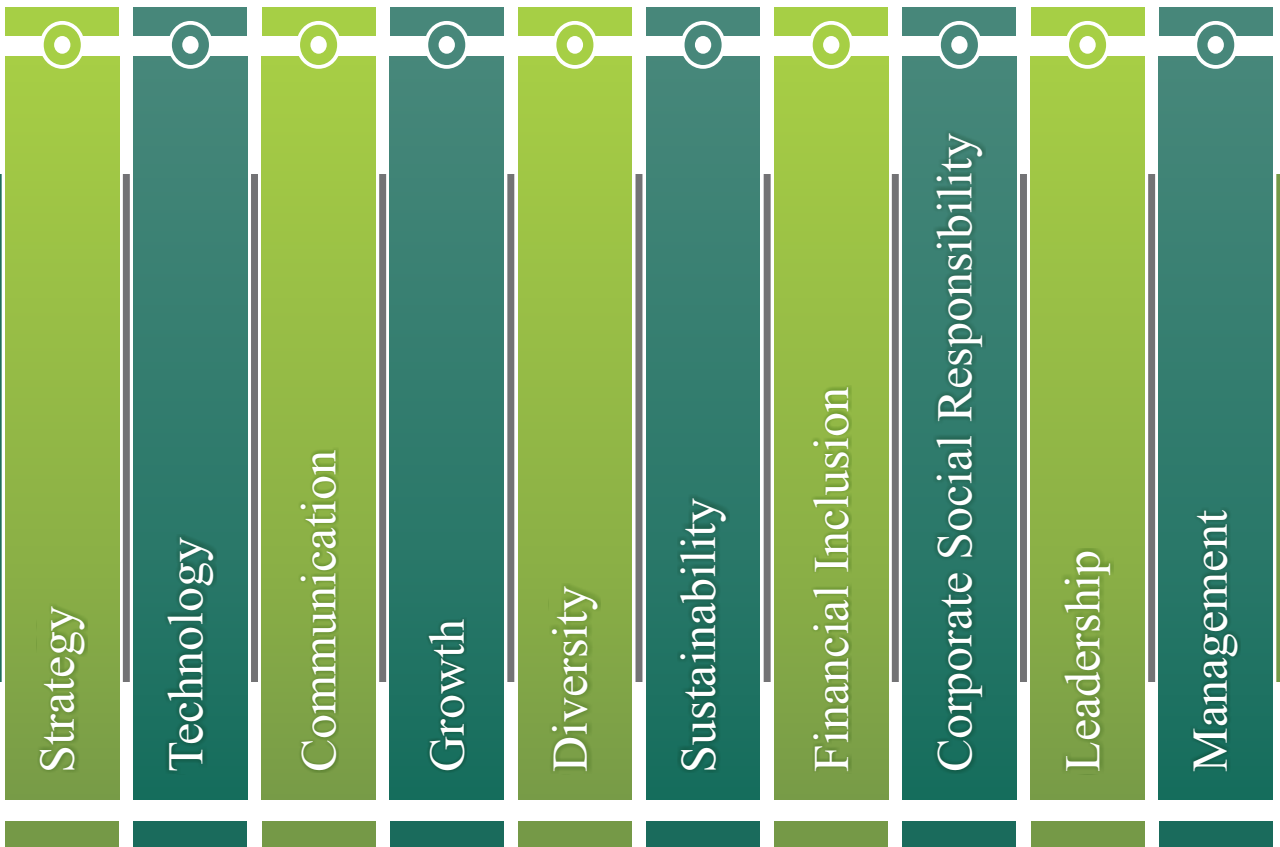 Strategy
Technology
Communication
Growth
Diversity
Sustainability
Financial Inclusion
Corporate Social Responsibility
Leadership
Management